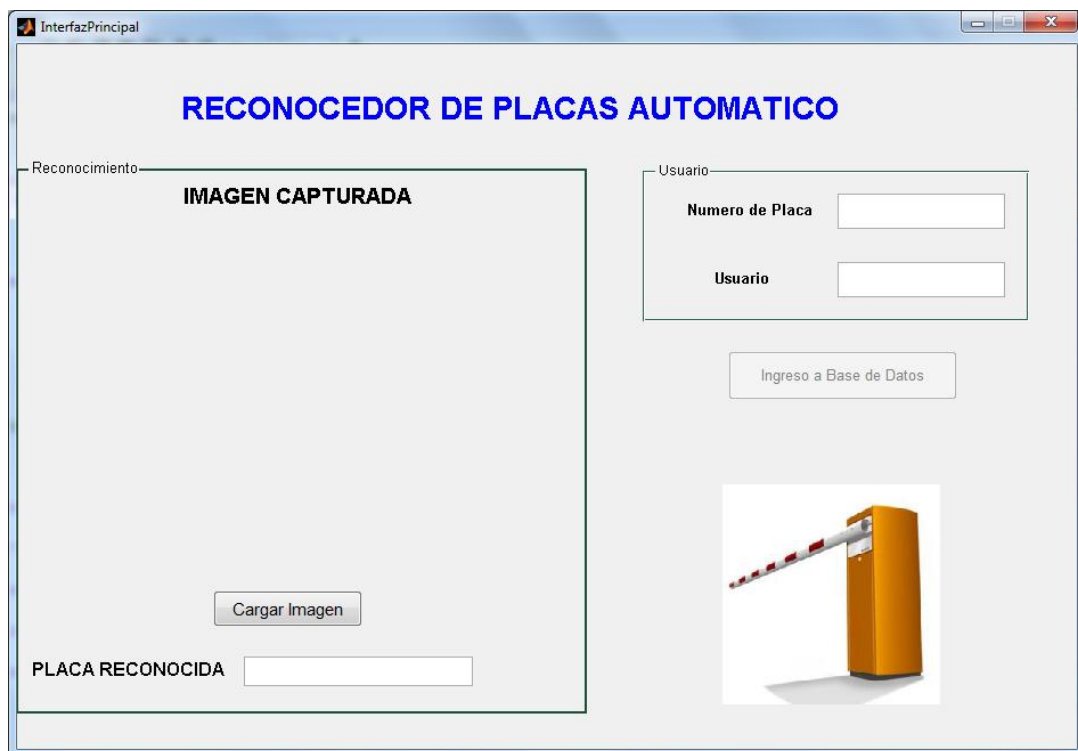 InterfazPrincipal
RECONOCEDOR DE PLACAS AUTOMATICO
Reconocimiento
IMAGEN CAPTURADA
Cargar Imagen
PLACA RECONOCIDA
Usuario
Numero de Placa
Usuario
Ingreso a Base de Datos